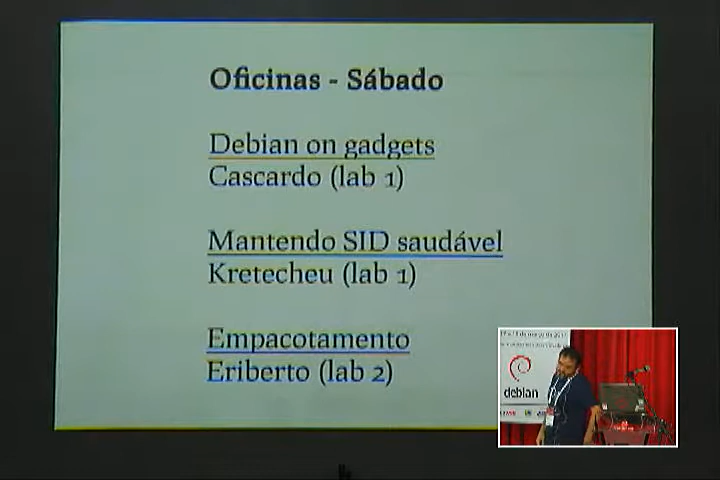 Oficinas - Sábado
Debian on gadgets
Cascardo (lab 1)
Mantendo SID saudável
Kretecheu (lab 1)
Empacotamento
Eriberto (lab 2)
debian